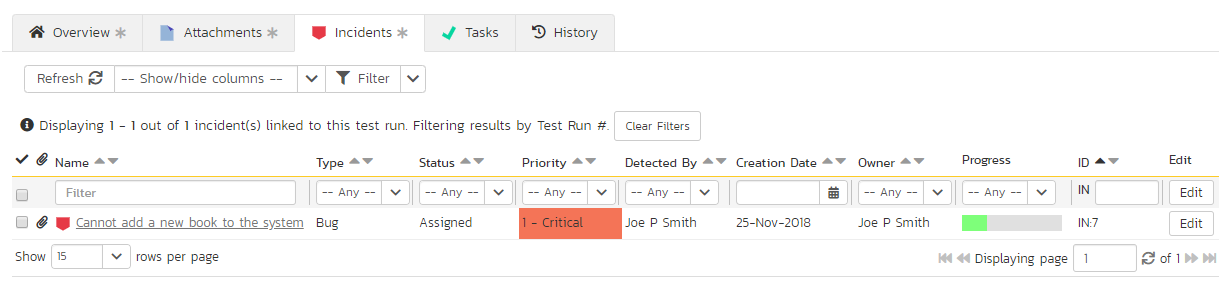 Overview Attachments Incidents Tasks History
Refresh -- Show/hide columns -- Filter
Displaying 1 - 1 out of 1 incident(s) linked to this test run. Filtering results by Test Run #. Clear Filters
Name Type Status Priority Detected By Creation Date Owner Progress ID Edit
Filter -- Any -- -- Any -- -- Any -- -- Any -- -- Any -- -- Any -- IN Edit
Cannot add a new book to the system Bug Assigned 1 - Critical Joe P Smith 25-Nov-2018 Joe P Smith IN:7 Edit
Show 15 rows per page Displaying page 1 of 1